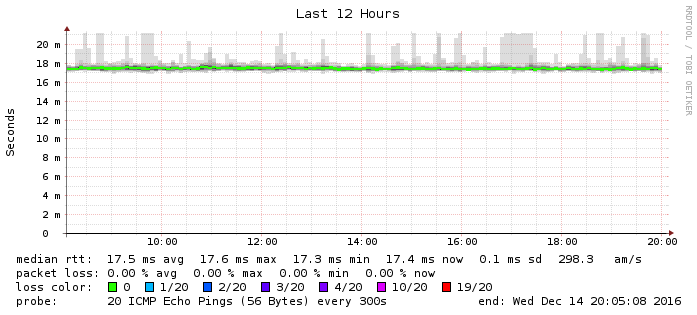 Last 12 Hours
RRDTOOL / TOBI OETIKER
Seconds
20 m
18 m
16 m
14 m
12 m
10 m
8 m
6 m
4 m
2 m
0
10:00 12:00 14:00 16:00 18:00 20:00
median rtt: 17.5 ms avg 17.6 ms max 17.3 ms min 17.4 ms now 0.1 ms sd 298.3 am/s
packet loss: 0.00 % avg 0.00 % max 0.00 % min 0.00 % now
loss color: 0 1/20 2/20 3/20 4/20 10/20 19/20
probe: 20 ICMP Echo Pings (56 Bytes) every 300s end: Wed Dec 14 20:05:08 2016